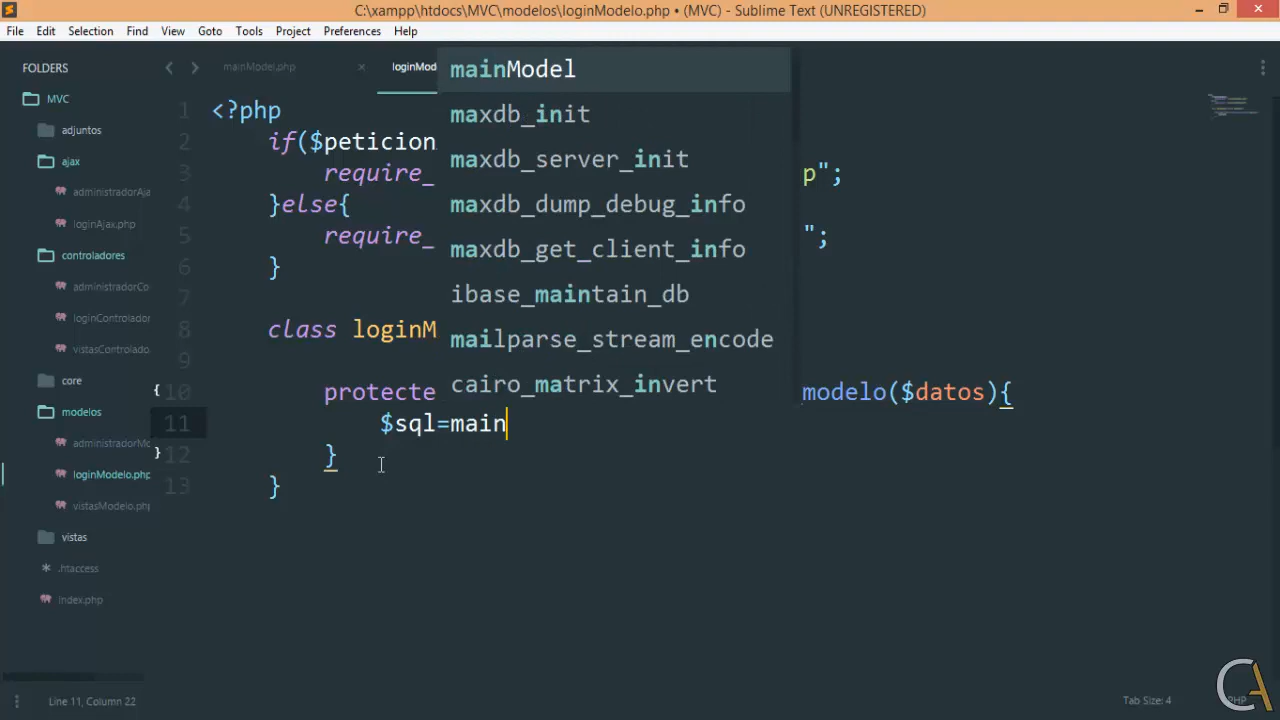 C:\xampp\htdocs\MVC\modelos\loginModelo.php • (MVC) - Sublime Text (UNREGISTERED)
File Edit Selection Find View Goto Tools Project Preferences Help
FOLDERS
MVC
adjuntos
ajax
administradorAja
loginAjax.php
controladores
administradorCo
loginControlador
vistasControlado
core
modelos
administradorMo
loginModelo.php
vistasModelo.php
vistas
.htaccess
index.php
mainModel.php
loginMod
1 <?php
2 if($peticion
3 require_ p";
4 }else{
5 require_ ";
6 }
7
8 class loginM
9
10 protecte modelo($datos){
11 $sql=main
12 }
13 }
mainModel
maxdb_init
maxdb_server_init
maxdb_dump_debug_info
maxdb_get_client_info
ibase_maintain_db
mailparse_stream_encode
cairo_matrix_invert
Line 11, Column 22
Tab Size: 4
PHP
CA